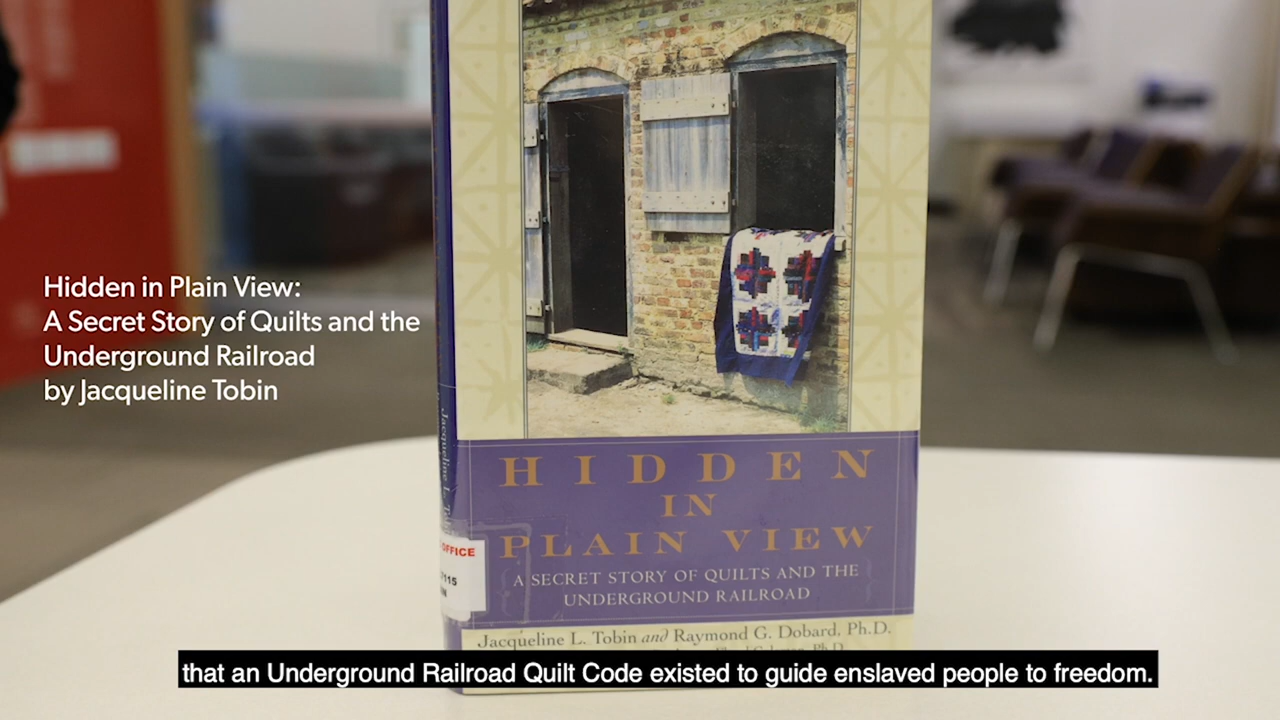 Hidden in Plain View:
A Secret Story of Quilts and the
Underground Railroad
by Jacqueline Tobin
HIDDEN
IN
PLAIN VIEW
A SECRET STORY OF QUILTS AND THE
UNDERGROUND RAILROAD
Jacqueline L. Tobin and Raymond G. Dobard, Ph.D.
Jacqueline L.
OFFICE
that an Underground Railroad Quilt Code existed to guide enslaved people to freedom.